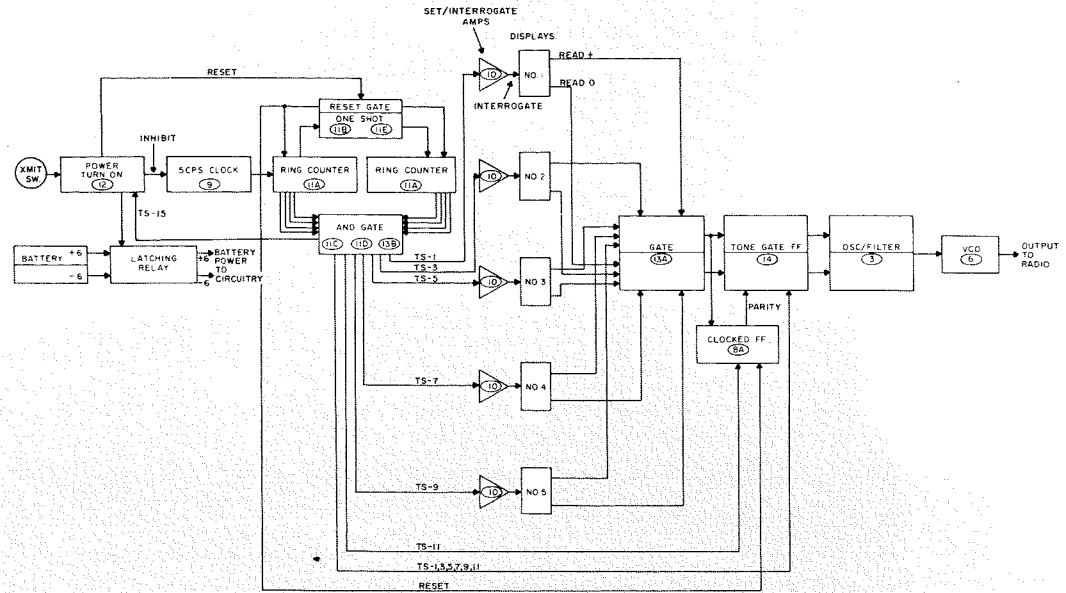 SET/INTERROGATE
AMPS
DISPLAYS
RESET
10
NO. 1
READ +
READ 0
INTERROGATE
RESET GATE
ONE SHOT
11B
11E
INHIBIT
XMIT
SW.
POWER
TURN ON
12
5CPS CLOCK
9
RING COUNTER
11A
RING COUNTER
11A
10
NO 2
TS-15
AND GATE
11C
11D
13B
BATTERY
+6
-6
LATCHING
RELAY
BATTERY
+6
POWER
TO
CIRCUITRY
-6
TS-1
TS-3
TS-5
10
NO 3
GATE
13A
TONE GATE FF
14
OSC/FILTER
3
VCO
6
OUTPUT
TO
RADIO
PARITY
CLOCKED FF.
8A
TS-7
10
NO 4
TS-9
10
NO 5
TS-11
TS-1,3,5,7,9,11
RESET